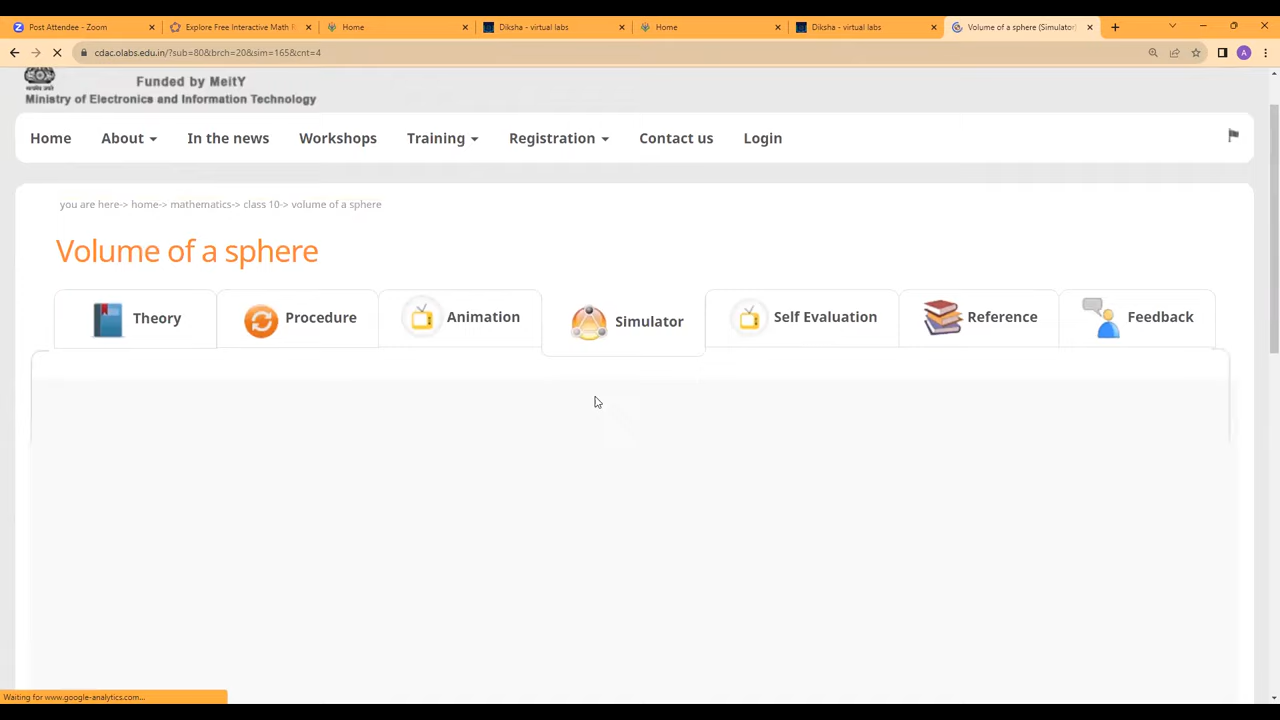 Post Attendee - Zoom
Explore Free Interactive Math
Home
Diksha - virtual labs
Home
Diksha - virtual labs
Volume of a sphere (Simulator)
cdac.olabs.edu.in/?sub=80&brch=20&sim=165&cnt=4
A
Funded by MeitY
Ministry of Electronics and Information Technology
Home About In the news Workshops Training Registration Contact us Login
you are here-> home-> mathematics-> class 10-> volume of a sphere
Volume of a sphere
Theory Procedure Animation Simulator Self Evaluation Reference Feedback
Waiting for www.google-analytics.com...